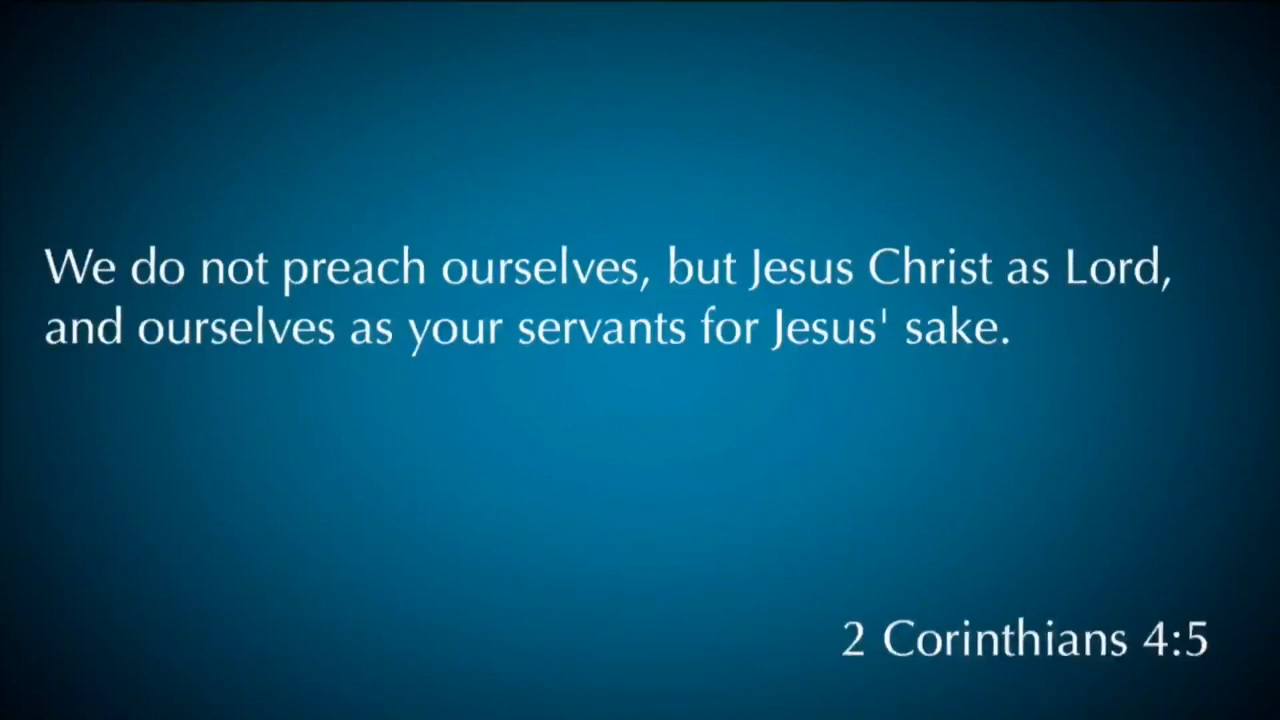 We do not preach ourselves, but Jesus Christ as Lord,
and ourselves as your servants for Jesus' sake.
2 Corinthians 4:5